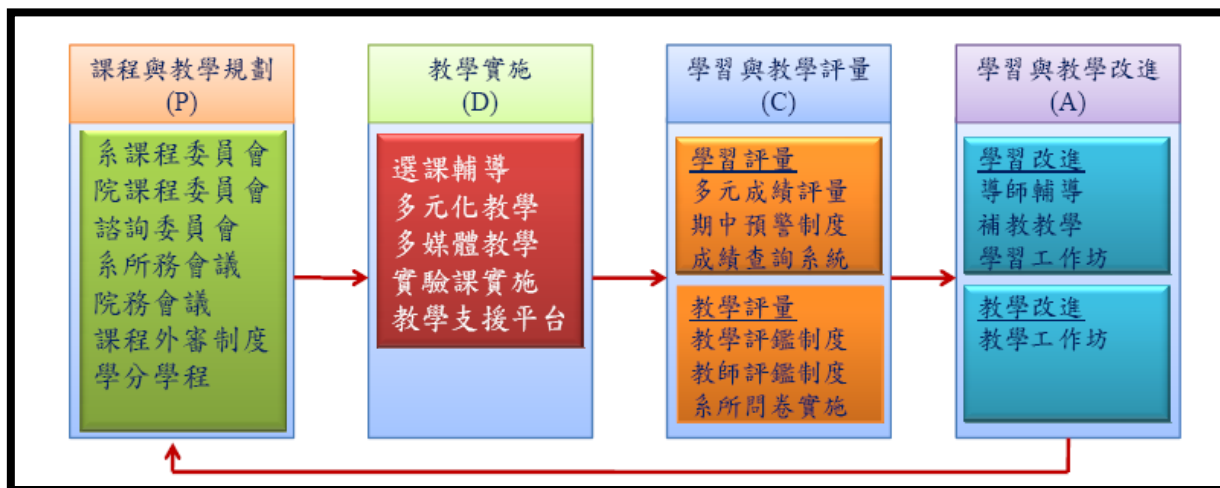 課程與教學規劃
(P)
系課程委員會
院課程委員會
諮詢委員會
系所務會議
院務會議
課程外審制度
學分學程
教學實施
(D)
選課輔導
多元化教學
多媒體教學
實驗課實施
教學支援平台
學習與教學評量
(C)
學習評量
多元成績評量
期中預警制度
成績查詢系統
教學評量
教學評鑑制度
教師評鑑制度
系所問卷實施
學習與教學改進
(A)
學習改進
導師輔導
補教教學
學習工作坊
教學改進
教學工作坊